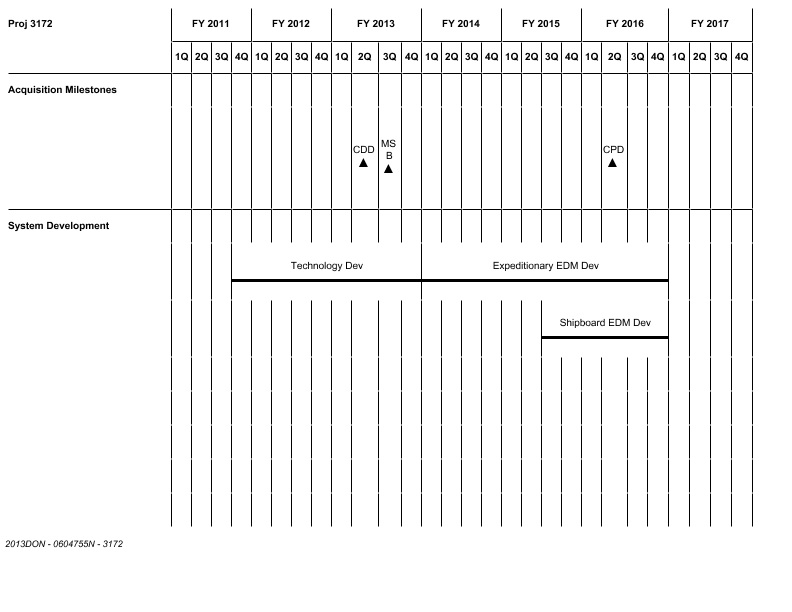 Proj 3172 FY 2011 FY 2012 FY 2013 FY 2014 FY 2015 FY 2016 FY 2017
1Q 2Q 3Q 4Q 1Q 2Q 3Q 4Q 1Q 2Q 3Q 4Q 1Q 2Q 3Q 4Q 1Q 2Q 3Q 4Q 1Q 2Q 3Q 4Q 1Q 2Q 3Q 4Q
Acquisition Milestones
CDD MS B CPD
System Development
Technology Dev Expeditionary EDM Dev
Shipboard EDM Dev
2013DON - 0604755N - 3172